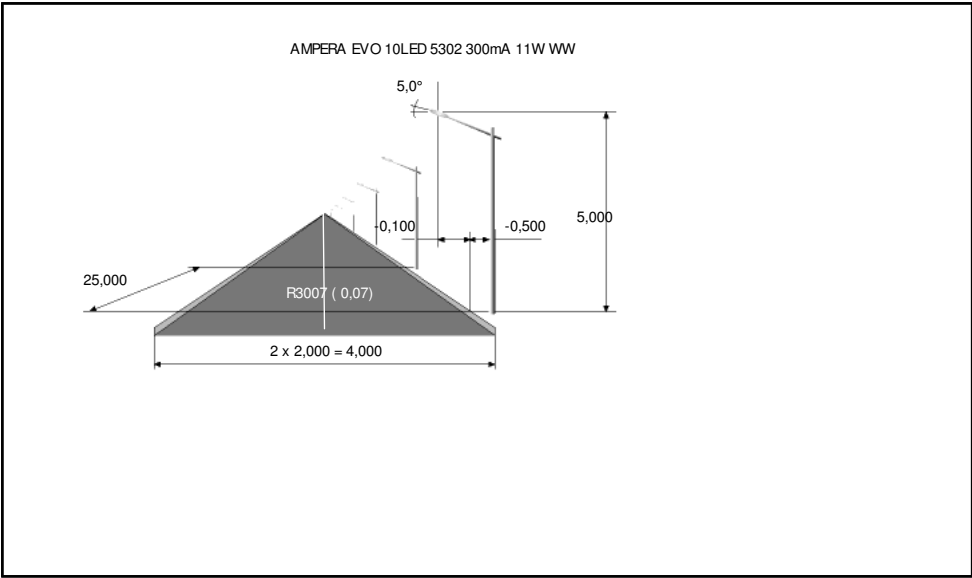 AMPERA EVO 10LED 5302 300mA 11W WW
5,0°
-0,100
-0,500
5,000
25,000
R3007 ( 0,07)
2 x 2,000 = 4,000